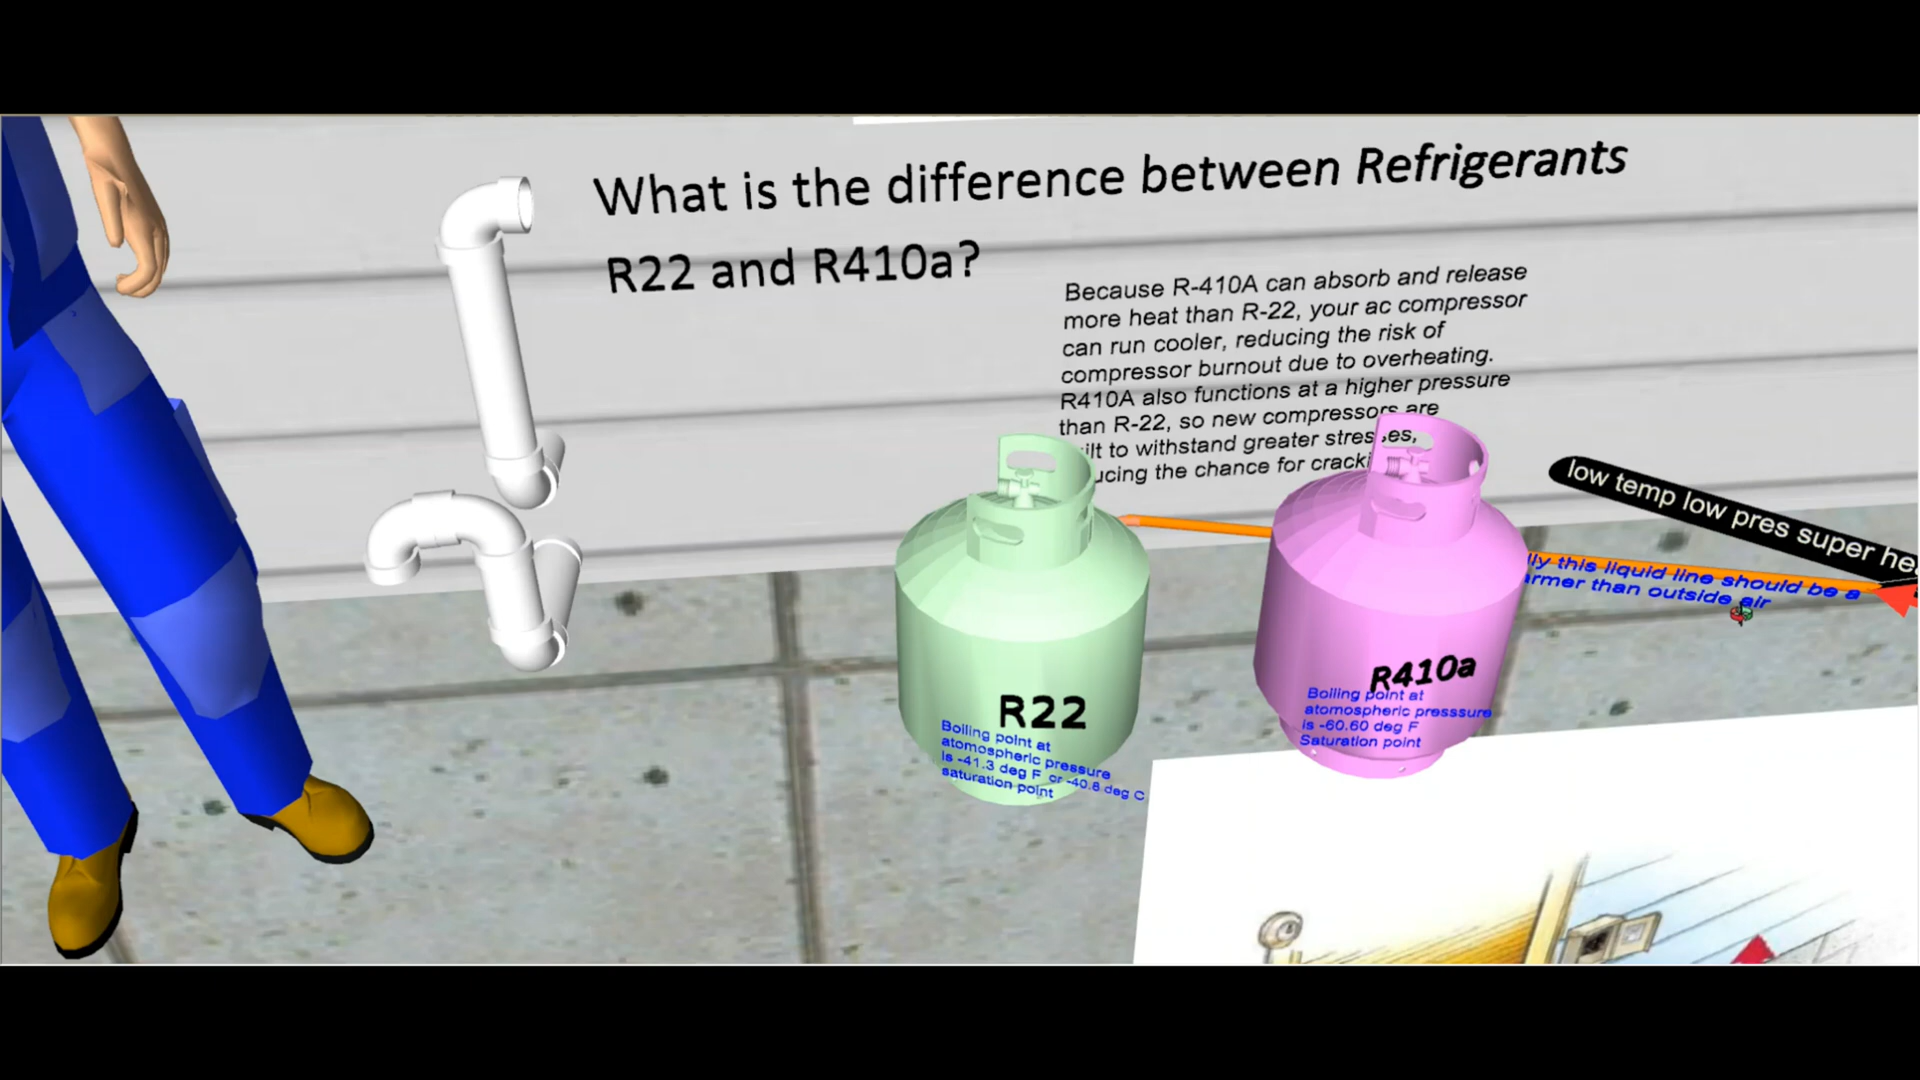 What is the difference between Refrigerants
R22 and R410a?
Because R-410A can absorb and release
more heat than R-22, your ac compressor
can run cooler, reducing the risk of
compressor burnout due to overheating.
R410A also functions at a higher pressure
than R-22, so new compressors are
to withstand greater stresses,
the chance for
low temp low pres super
this liquid line should be a
than outside air
R22
Boiling point at
atomospheric pressure
is -41.3 deg F or -40.8 deg C
saturation point
R410a
Boiling point at
atomospheric presssure
is -60.60 deg F
Saturation point